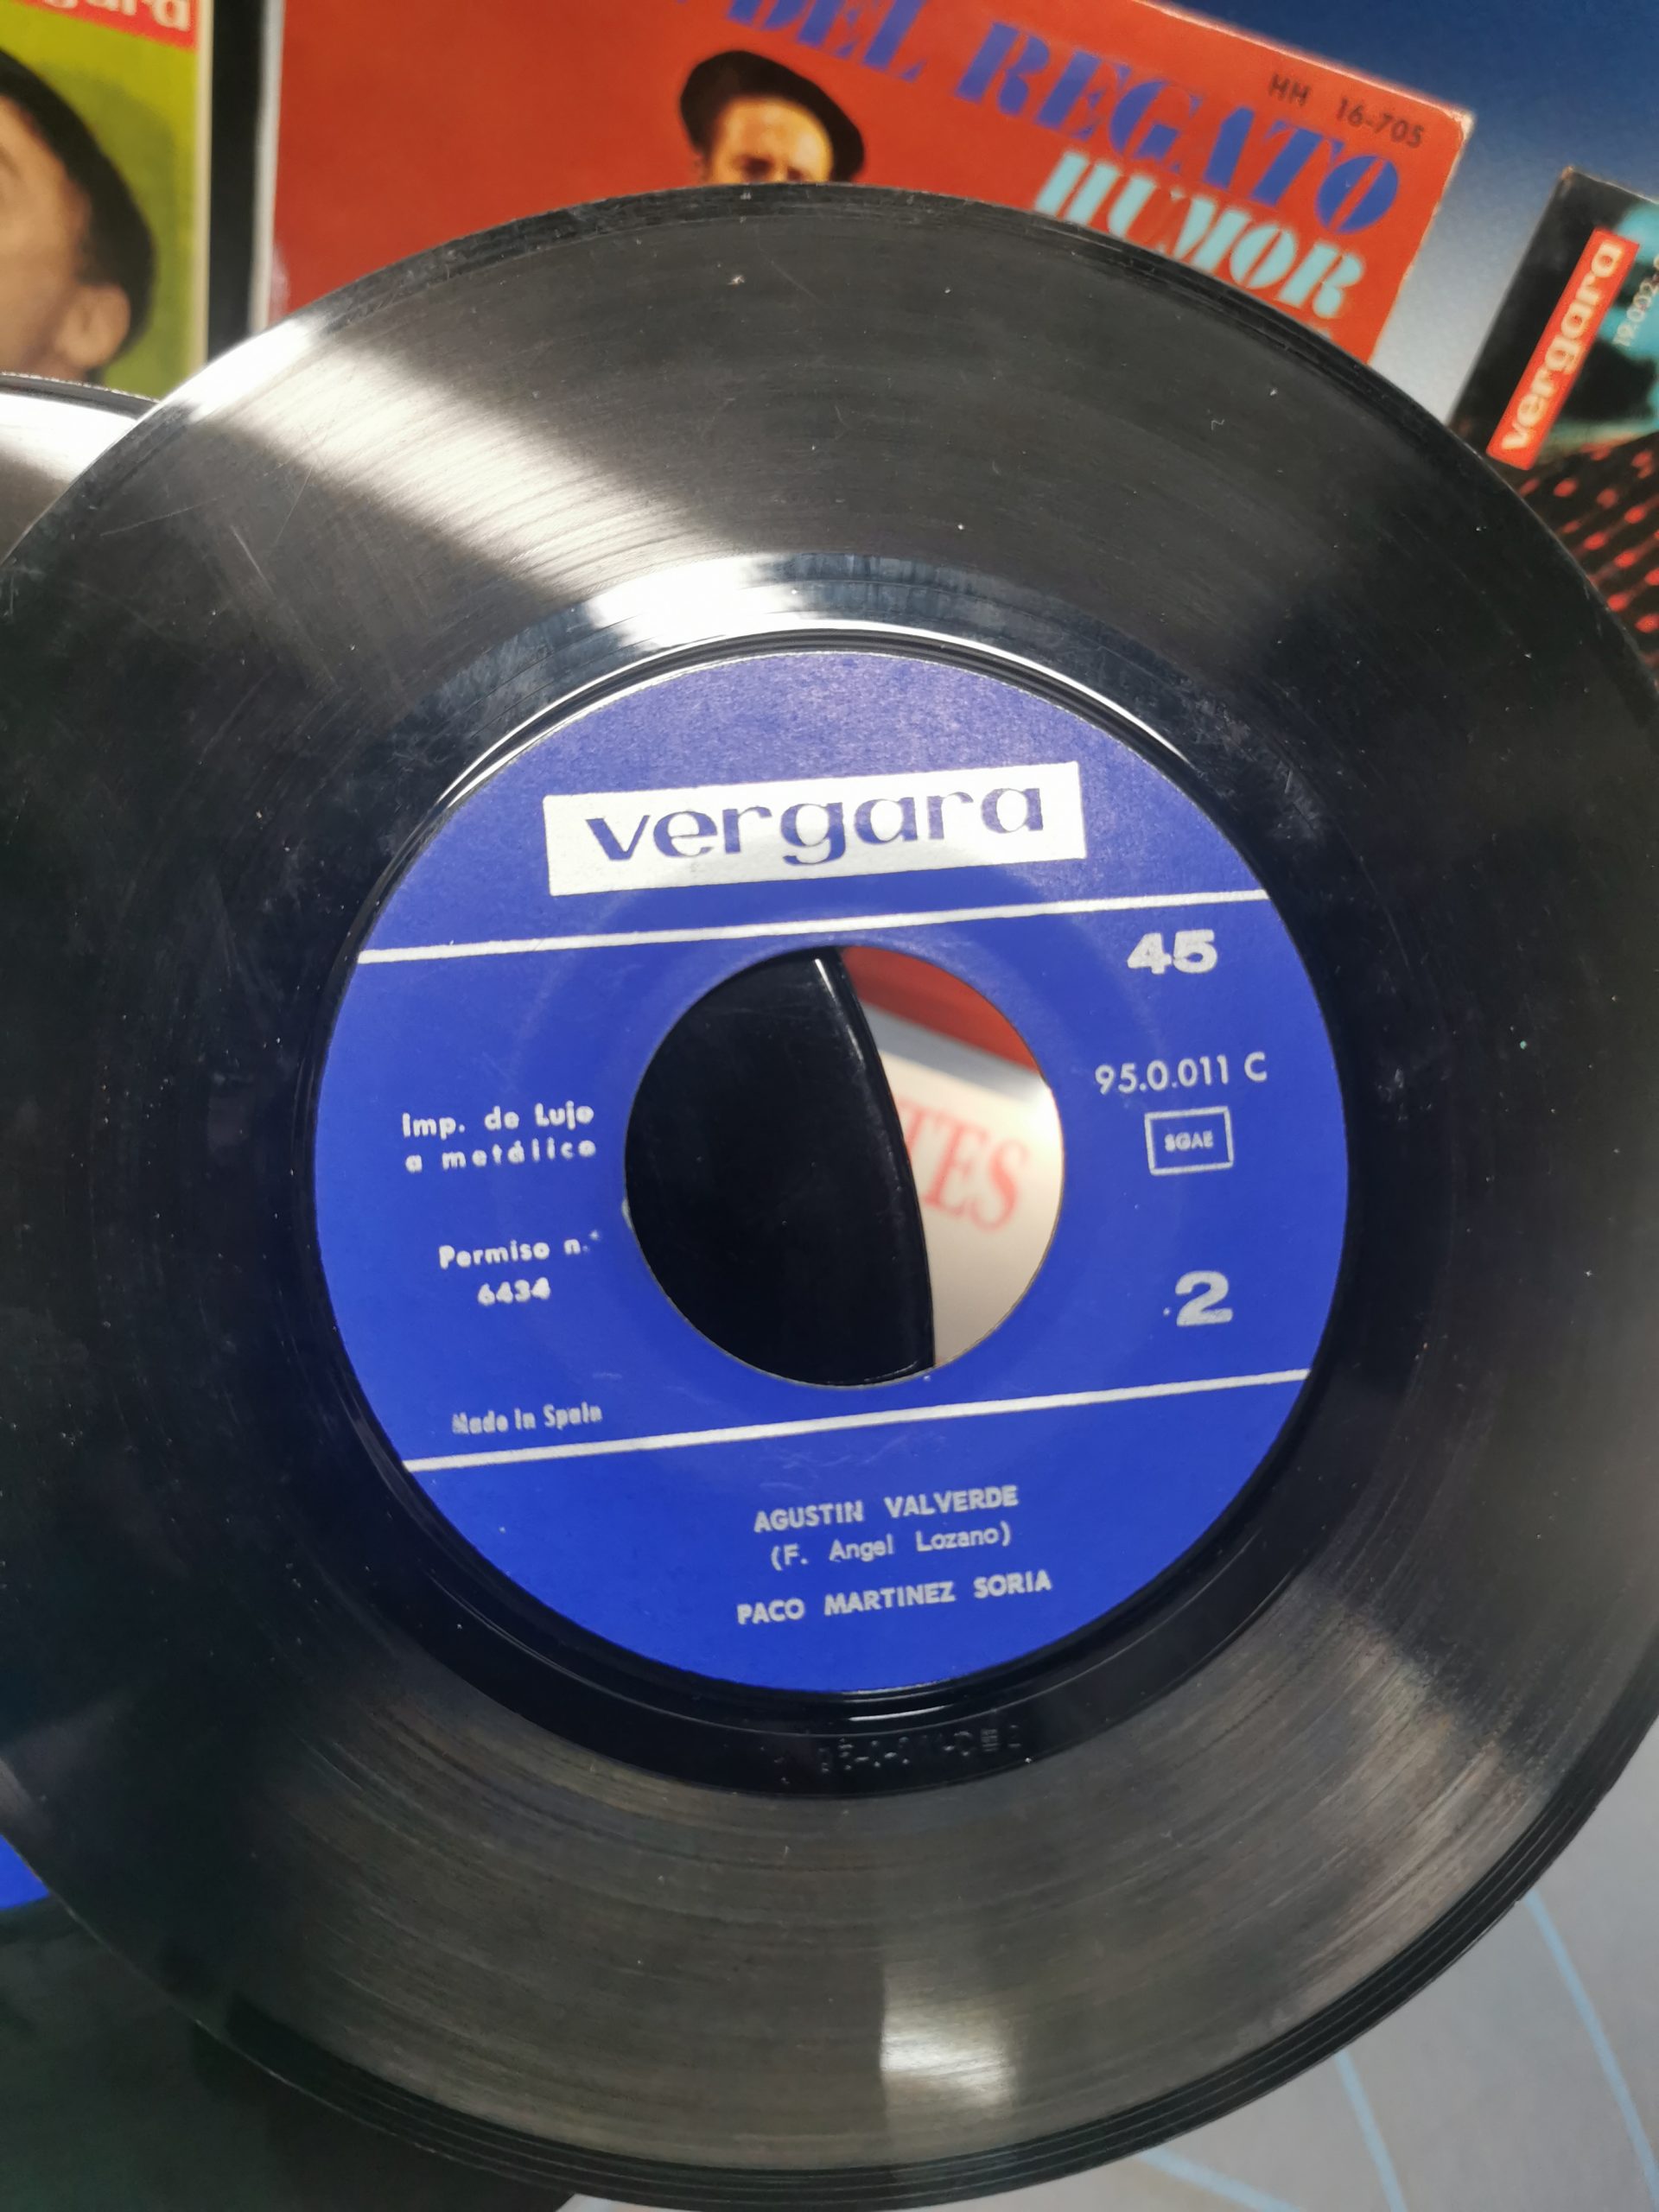 DEL REGATO
HH 16-705
HUMOR
vergara
vergara
45
95.0.011 C
SGAE
Imp. de Lujo
a metálico
Permiso n.°
6434
2
Made in Spain
AGUSTIN VALVERDE
(F. Angel Lozano)
PACO MARTINEZ SORIA